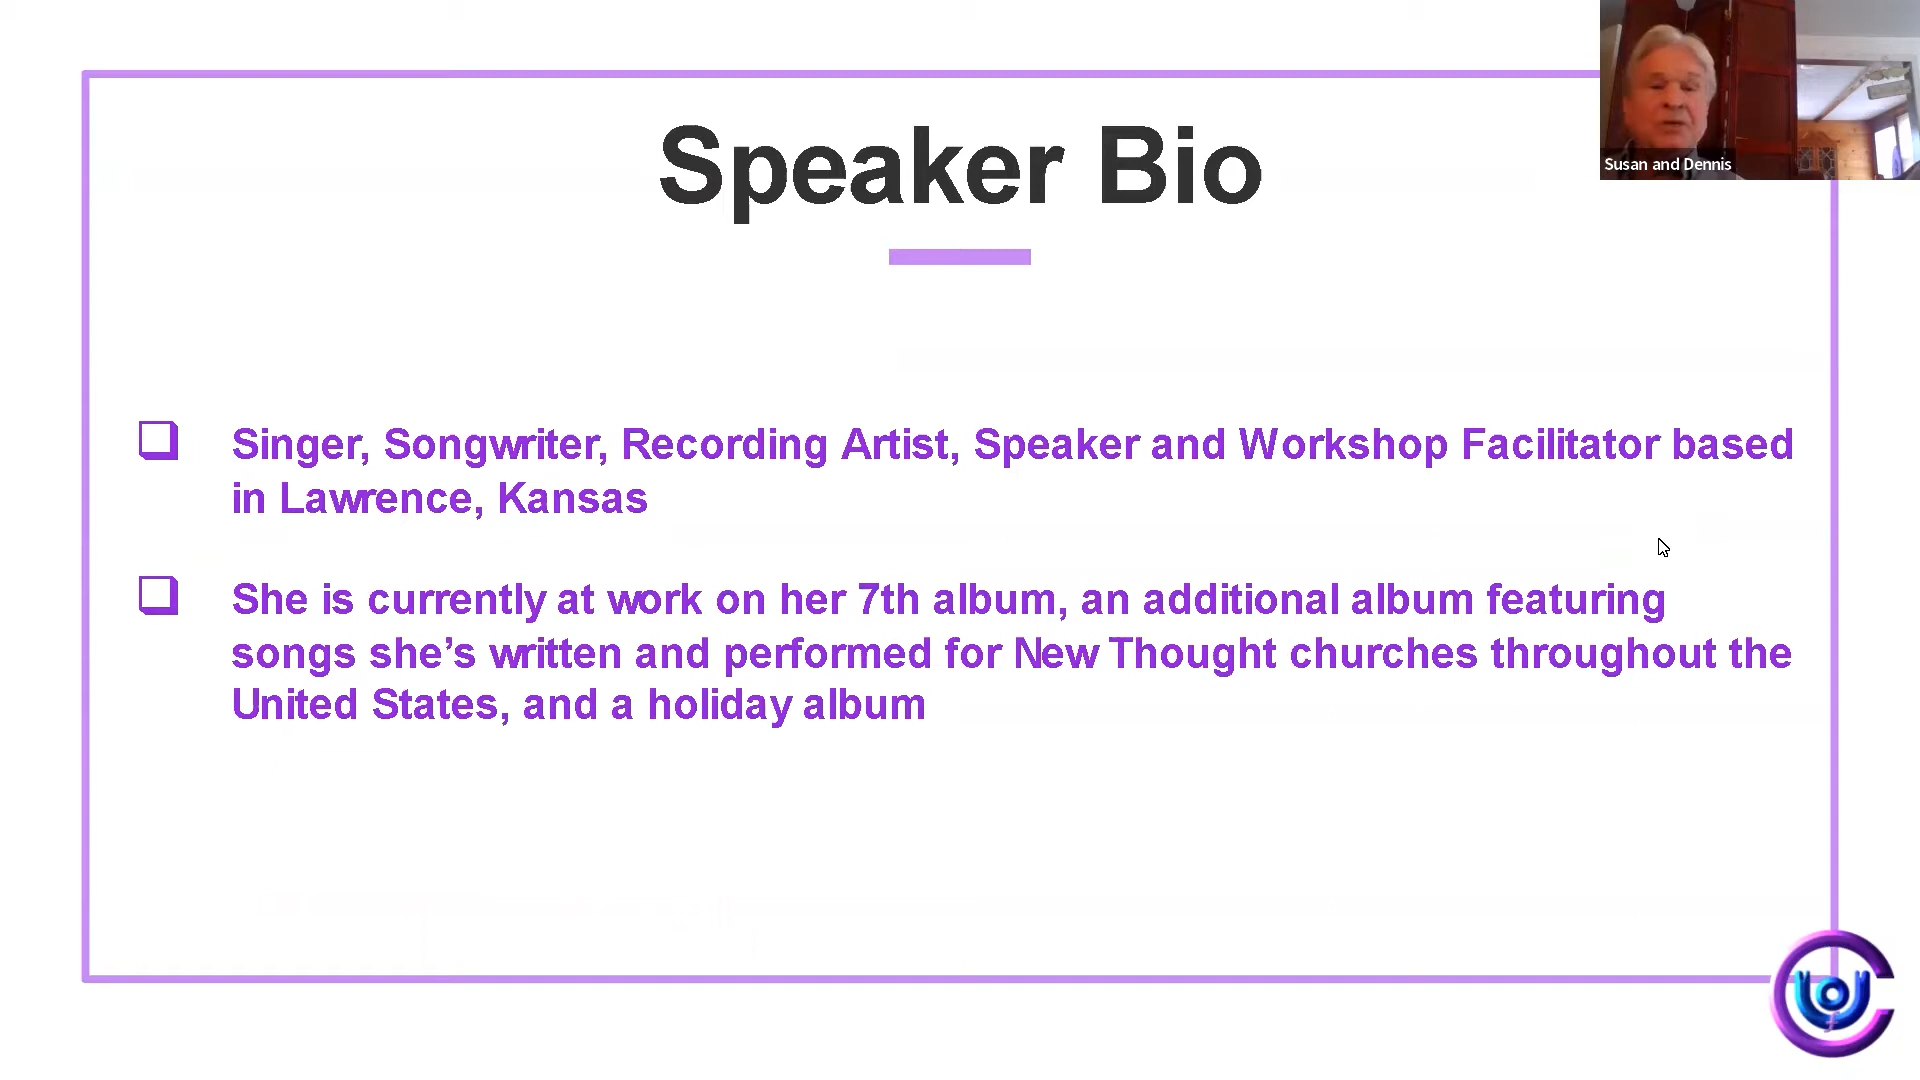 Speaker Bio
Susan and Dennis
Singer, Songwriter, Recording Artist, Speaker and Workshop Facilitator based
in Lawrence, Kansas
She is currently at work on her 7th album, an additional album featuring
songs she’s written and performed for New Thought churches throughout the
United States, and a holiday album